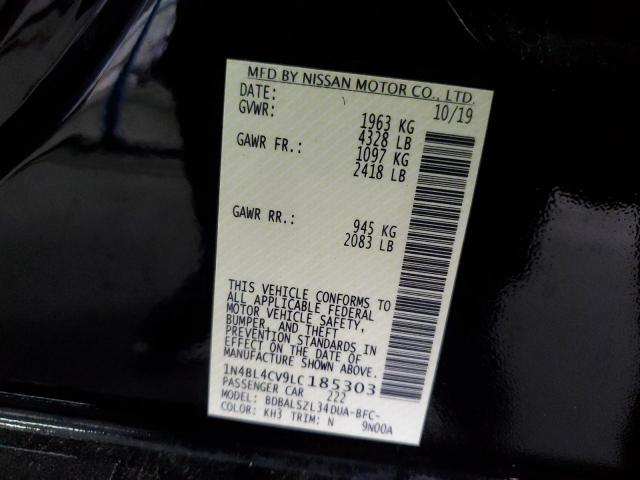 MFD BY NISSAN MOTOR CO., LTD.
DATE: 10/19
GVWR: 1963 KG
4328 LB
GAWR FR.: 1097 KG
2418 LB
GAWR RR.: 945 KG
2083 LB
THIS VEHICLE CONFORMS TO
ALL APPLICABLE FEDERAL
MOTOR VEHICLE SAFETY,
BUMPER, AND THEFT
PREVENTION STANDARDS IN
EFFECT ON THE DATE OF
MANUFACTURE SHOWN ABOVE.
1N4BL4CV9LC185303
PASSENGER CAR 222
MODEL: BDBALSZL34DUA-BFC-
COLOR: KH3 TRIM: N 9N00A